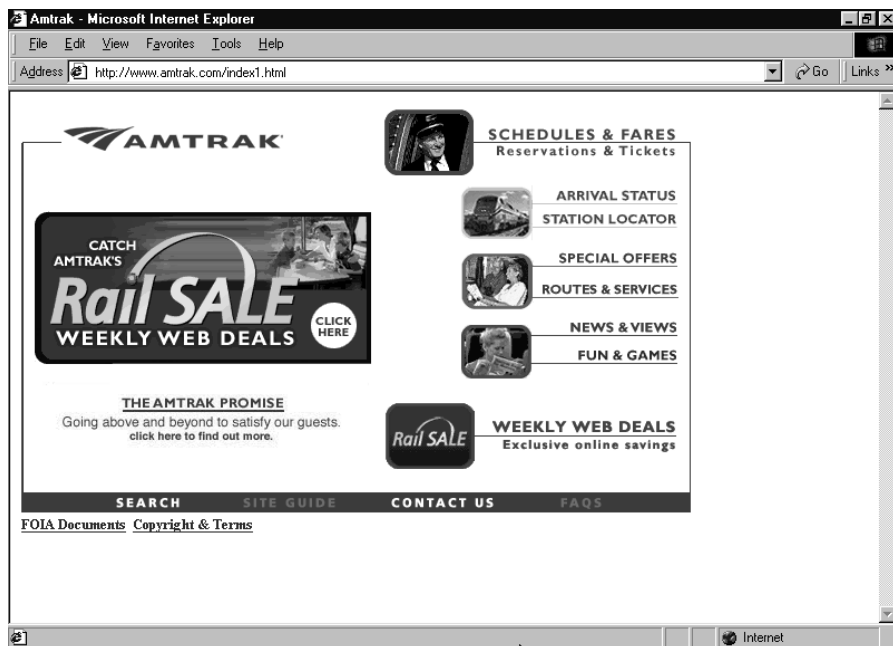 Amtrak - Microsoft Internet Explorer
File Edit View Favorites Tools Help
Address http://www.amtrak.com/index1.html Go Links »
AMTRAK
SCHEDULES & FARES
Reservations & Tickets
ARRIVAL STATUS
STATION LOCATOR
CATCH
AMTRAK'S
Rail SALE
WEEKLY WEB DEALS
CLICK
HERE
SPECIAL OFFERS
ROUTES & SERVICES
NEWS & VIEWS
FUN & GAMES
THE AMTRAK PROMISE
Going above and beyond to satisfy our guests.
click here to find out more.
Rail SALE
WEEKLY WEB DEALS
Exclusive online savings
SEARCH SITE GUIDE CONTACT US FAQS
FOIA Documents Copyright & Terms
Internet